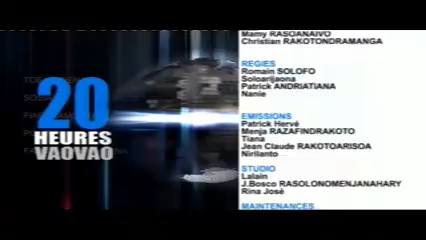 20
HEURES
VAOVAO
Mamy RASOANAIVO
Christian RAKOTONDRAMANGA
REGIES
Romain SOLOFO
Soloarijaona
Patrick ANDRIATIANA
Nanie
EMISSIONS
Patrick Hervé
Menja RAZAFINDRAKOTO
Tiana
Jean Claude RAKOTOARISOA
Nirilanto
STUDIO
Lalain
J.Bosco RASOLONOMENJANAHARY
Rina José
MAINTENANCES